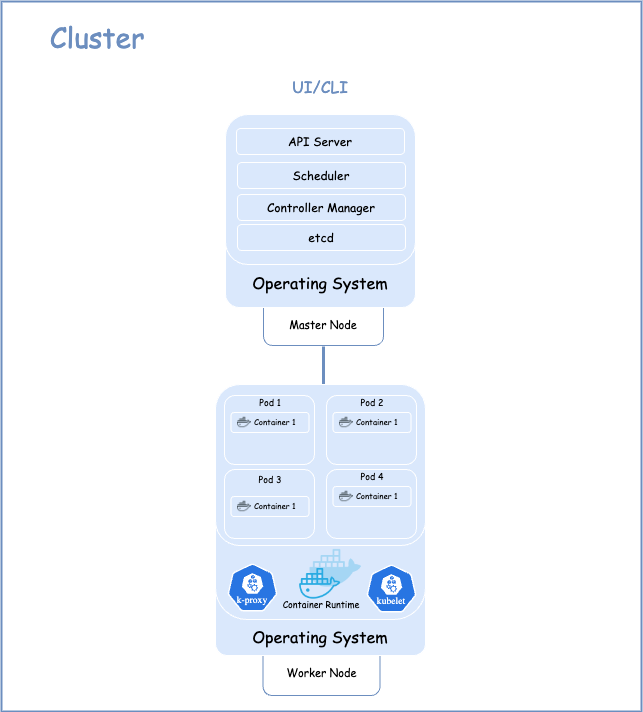 Cluster
UI/CLI
API Server
Scheduler
Controller Manager
etcd
Operating System
Master Node
Pod 1
Container 1
Pod 2
Container 1
Pod 3
Container 1
Pod 4
Container 1
k-proxy
Container Runtime
kubelet
Operating System
Worker Node